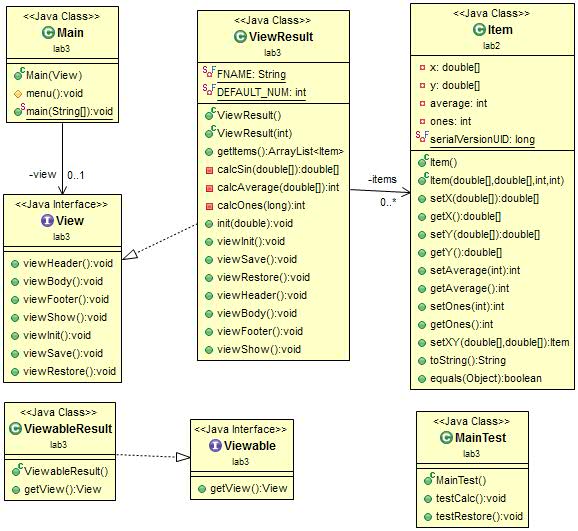 <<Java Class>>
Main
lab3
Main(View)
menu():void
main(String[]):void
-view
0..1
<<Java Interface>>
View
lab3
viewHeader():void
viewBody():void
viewFooter():void
viewShow():void
viewInit():void
viewSave():void
viewRestore():void
<<Java Class>>
ViewResult
lab3
FNAME: String
DEFAULT_NUM: int
ViewResult()
ViewResult(int)
getItems():ArrayList<Item>
calcSin(double[]):double[]
calcAverage(double[]):int
calcOnes(long):int
init(double):void
viewInit():void
viewSave():void
viewRestore():void
viewHeader():void
viewBody():void
viewFooter():void
viewShow():void
-items
0..*
<<Java Class>>
Item
lab2
x: double[]
y: double[]
average: int
ones: int
serialVersionUID: long
Item()
Item(double[],double[],int,int)
setX(double[]):double[]
getX():double[]
setY(double[]):double[]
getY():double[]
setAverage(int):int
getAverage():int
setOnes(int):int
getOnes():int
setXY(double[],double[]):Item
toString():String
equals(Object):boolean
<<Java Class>>
ViewableResult
lab3
ViewableResult()
getView():View
<<Java Interface>>
Viewable
lab3
getView():View
<<Java Class>>
MainTest
lab3
MainTest()
testCalc():void
testRestore():void